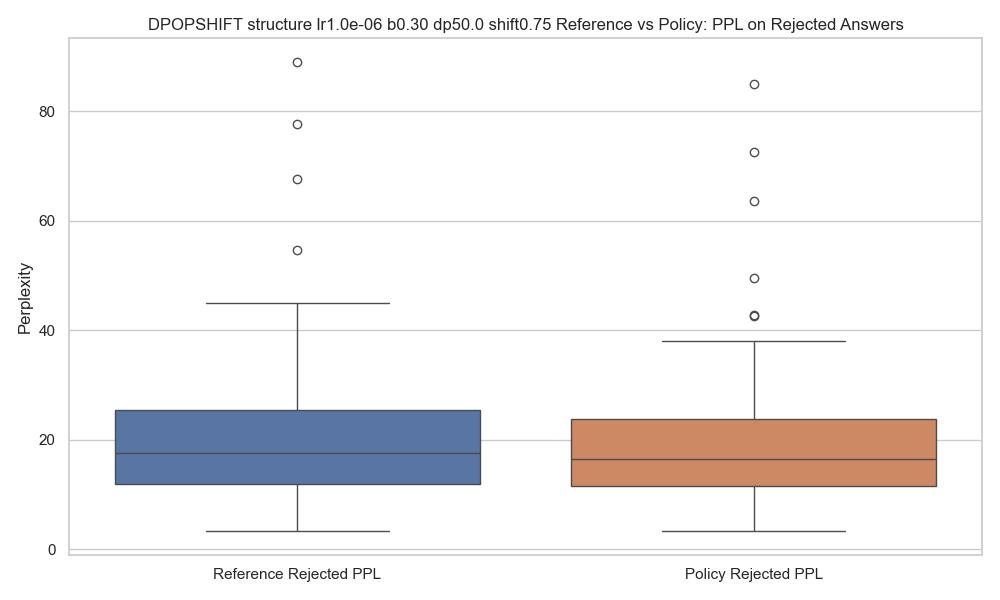 DPOPSHIFT structure lr1.0e-06 b0.30 dp50.0 shift0.75 Reference vs Policy: PPL on Rejected Answers
Perplexity
80
60
40
20
0
Reference Rejected PPL
Policy Rejected PPL